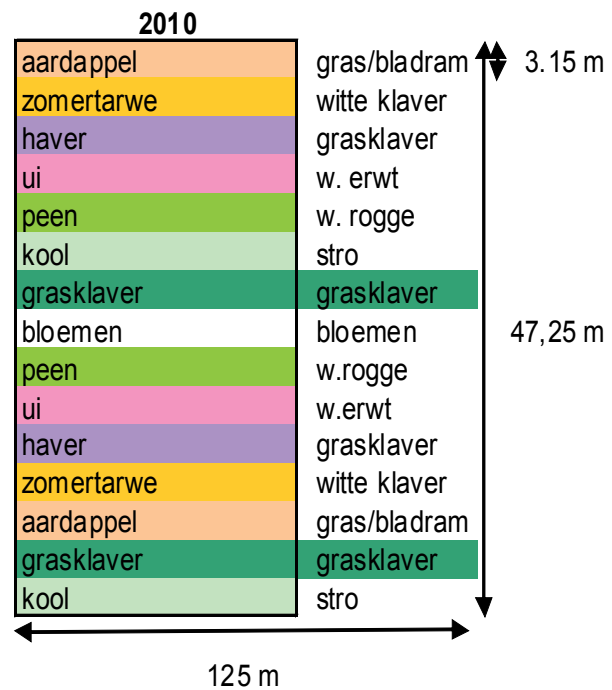 2010
aardappel gras/bladram 3.15 m
zomertarwe witte klaver
haver grasklaver
ui w. erwt
peen w. rogge
kool stro
grasklaver grasklaver
bloemen bloemen 47,25 m
peen w.rogge
ui w.erwt
haver grasklaver
zomertarwe witte klaver
aardappel gras/bladram
grasklaver grasklaver
kool stro
125 m